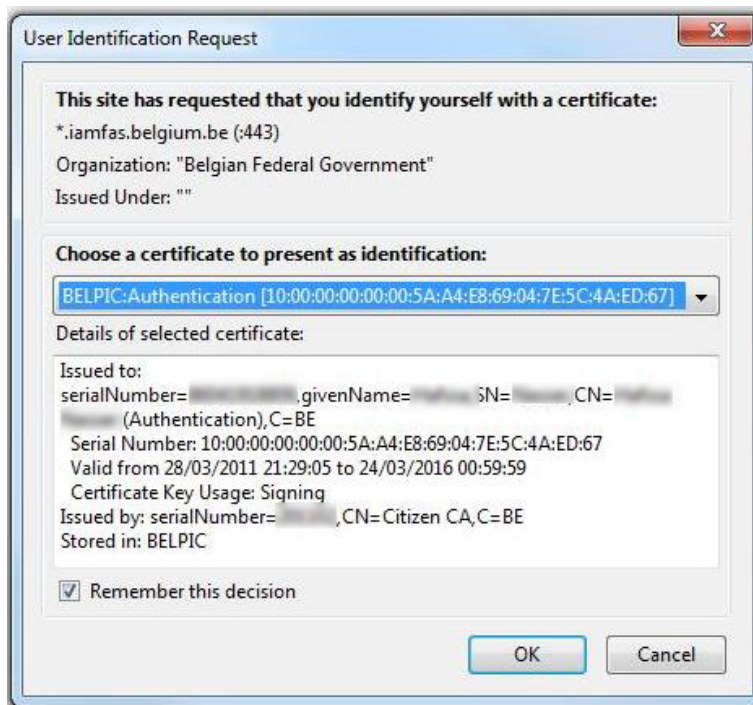 User Identification Request
This site has requested that you identify yourself with a certificate:
*.iamfas.belgium.be (:443)
Organization: "Belgian Federal Government"
Issued Under: ""
Choose a certificate to present as identification:
BELPIC:Authentication [10:00:00:00:00:00:5A:A4:E8:69:04:7E:5C:4A:ED:67]
Details of selected certificate:
Issued to:
serialNumber= ,givenName= SN= ,CN=
(Authentication),C=BE
Serial Number: 10:00:00:00:00:00:5A:A4:E8:69:04:7E:5C:4A:ED:67
Valid from 28/03/2011 21:29:05 to 24/03/2016 00:59:59
Certificate Key Usage: Signing
Issued by: serialNumber= ,CN=Citizen CA,C=BE
Stored in: BELPIC
Remember this decision
OK
Cancel